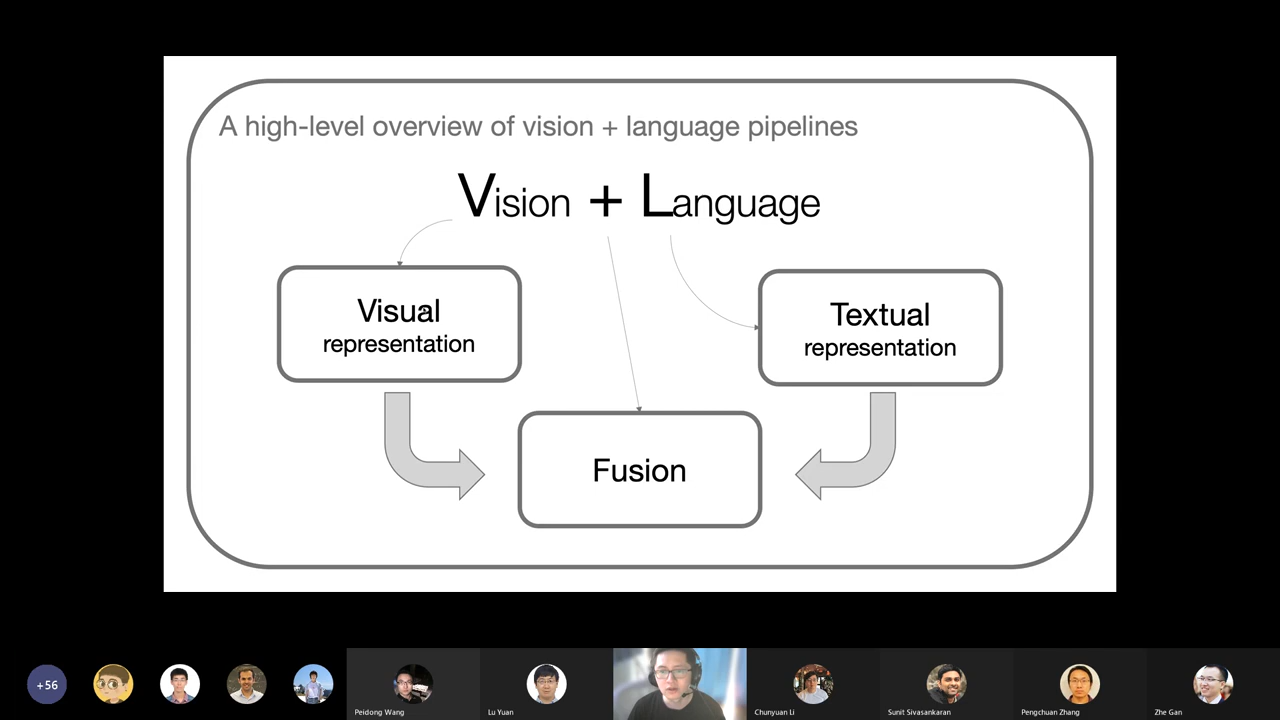 A high-level overview of vision + language pipelines
Vision + Language
Visual
representation
Textual
representation
Fusion
+56
Peidong Wang
Lu Yuan
Chunyuan Li
Sunit Sivasankaran
Pengchuan Zhang
Zhe Gan